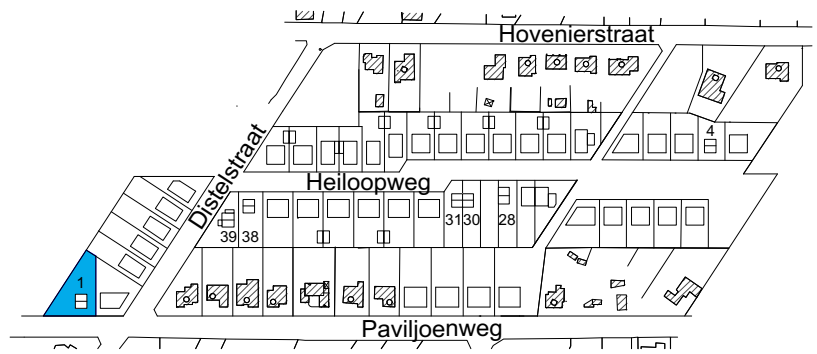 Hovenierstraat
4
Distelstraat
Heiloopweg
39 38
31 30 28
1
Paviljoenweg